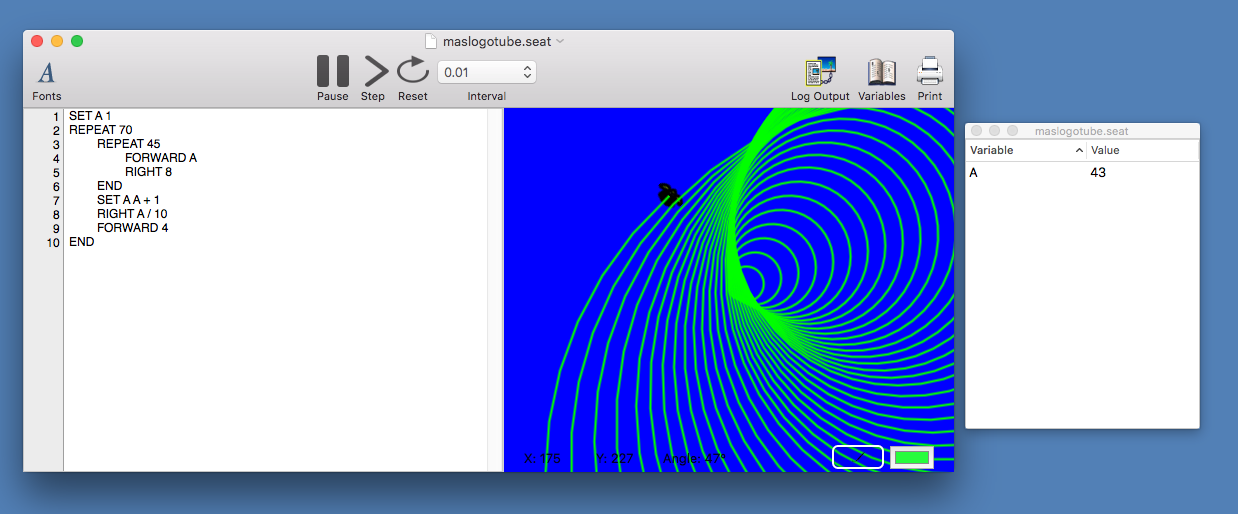 maslogotube.seat
A
0.01
Fonts
Pause
Step
Reset
Interval
Log Output
Variables
Print
1 SET A 1
2 REPEAT 70
3 REPEAT 45
4 FORWARD A
5 RIGHT 8
6 END
7 SET A A + 1
8 RIGHT A / 10
9 FORWARD 4
10 END
X: 176 Y: 227 Angle: 47°
maslogotube.seat
Variable Value
A 43